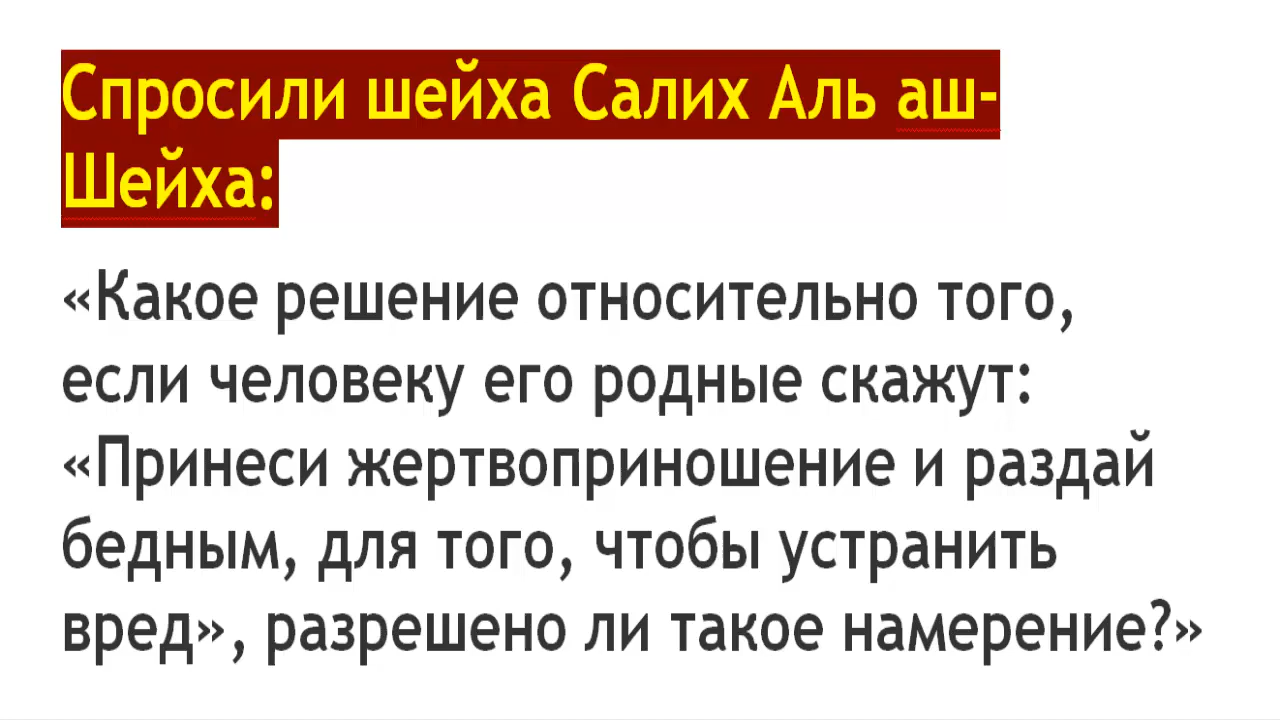 Спросили шейха Салих Аль аш-
Шейха:
«Какое решение относительно того,
если человеку его родные скажут:
«Принеси жертвоприношение и раздай
бедным, для того, чтобы устранить
вред», разрешено ли такое намерение?»